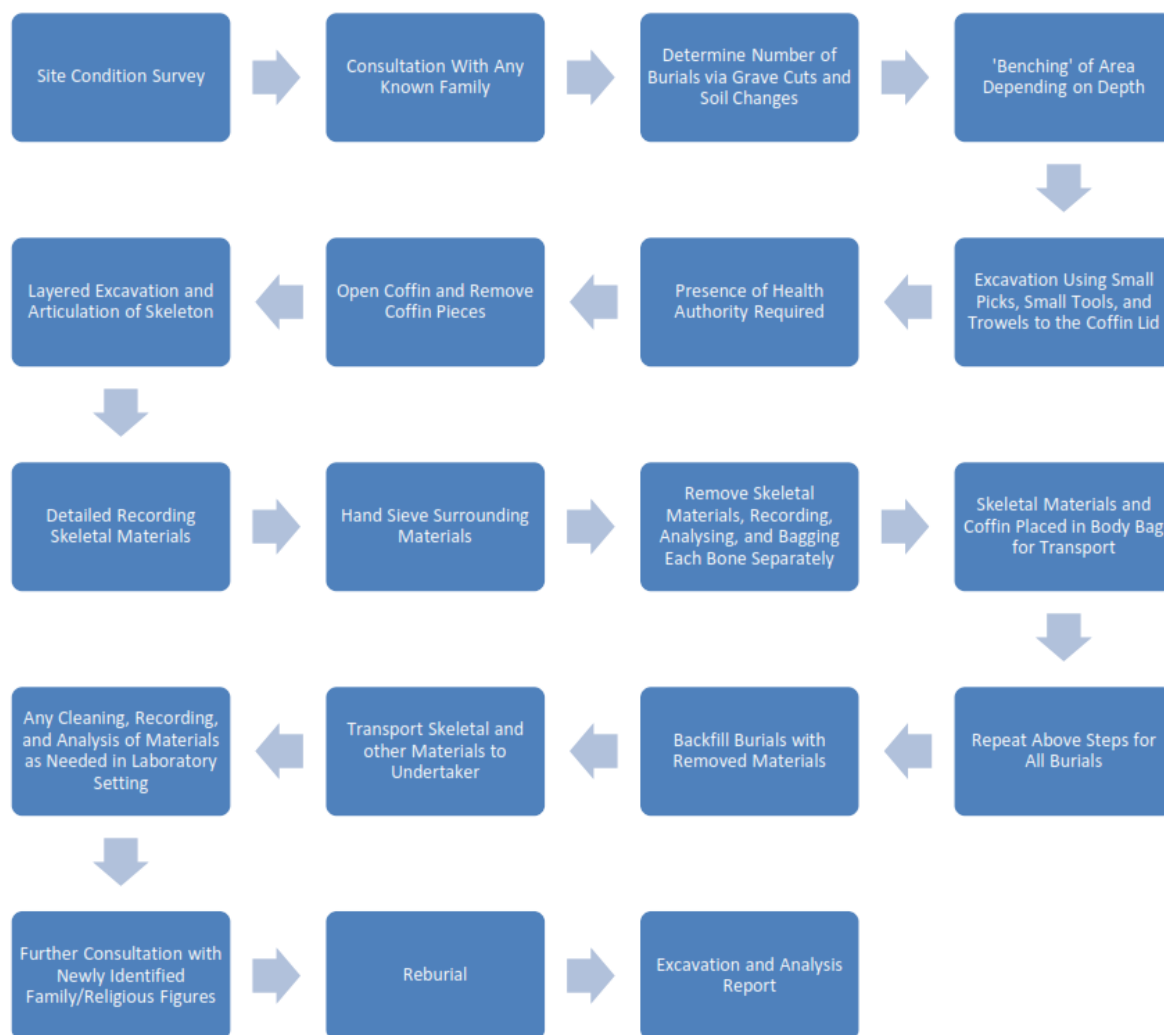 Site Condition Survey
Consultation With Any
Known Family
Determine Number of
Burials via Grave Cuts and
Soil Changes
'Benching' of Area
Depending on Depth
Excavation Using Small
Picks, Small Tools, and
Trowels to the Coffin Lid
Presence of Health
Authority Required
Open Coffin and Remove
Coffin Pieces
Layered Excavation and
Articulation of Skeleton
Detailed Recording
Skeletal Materials
Hand Sieve Surrounding
Materials
Remove Skeletal
Materials, Recording,
Analysing, and Bagging
Each Bone Separately
Skeletal Materials and
Coffin Placed in Body Bag
for Transport
Repeat Above Steps for
All Burials
Backfill Burials with
Removed Materials
Transport Skeletal and
other Materials to
Undertaker
Any Cleaning, Recording,
and Analysis of Materials
as Needed in Laboratory
Setting
Further Consultation with
Newly Identified
Family/Religious Figures
Reburial
Excavation and Analysis
Report